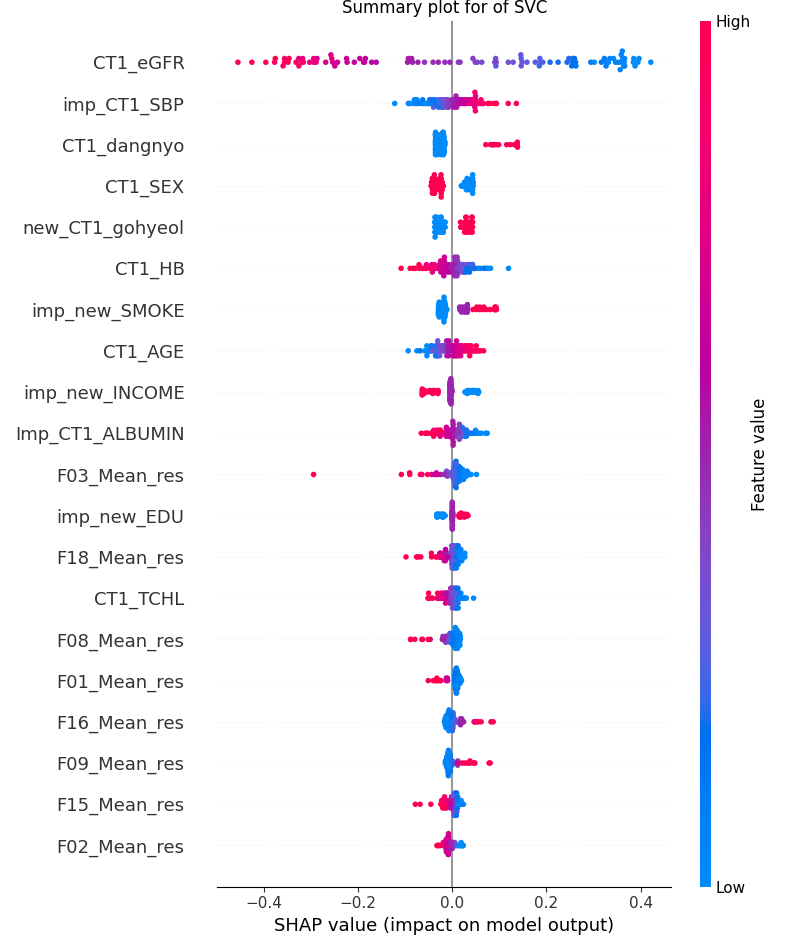 Summary plot for of SVC
High
CT1_eGFR
imp_CT1_SBP
CT1_dangnyo
CT1_SEX
new_CT1_gohyeol
CT1_HB
imp_new_SMOKE
CT1_AGE
imp_new_INCOME
Imp_CT1_ALBUMIN
F03_Mean_res
imp_new_EDU
F18_Mean_res
CT1_TCHL
F08_Mean_res
F01_Mean_res
F16_Mean_res
F09_Mean_res
F15_Mean_res
F02_Mean_res
Feature value
Low
−0.4 −0.2 0.0 0.2 0.4
SHAP value (impact on model output)